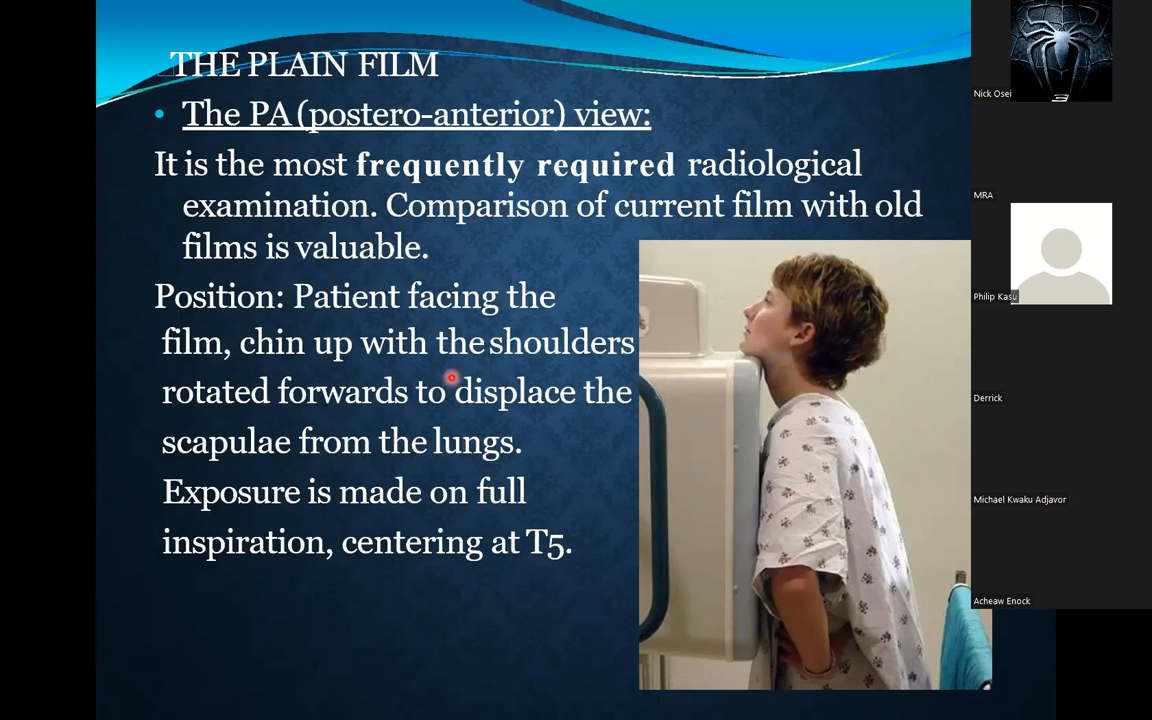 THE PLAIN FILM
• The PA (postero-anterior) view:
It is the most frequently required radiological
examination. Comparison of current film with old
films is valuable.
Position: Patient facing the
film, chin up with the shoulders
rotated forwards to displace the
scapulae from the lungs.
Exposure is made on full
inspiration, centering at T5.
Nick Osei
MRA
Philip Kasu
Derrick
Michael Kwaku Adjavor
Acheaw Enock